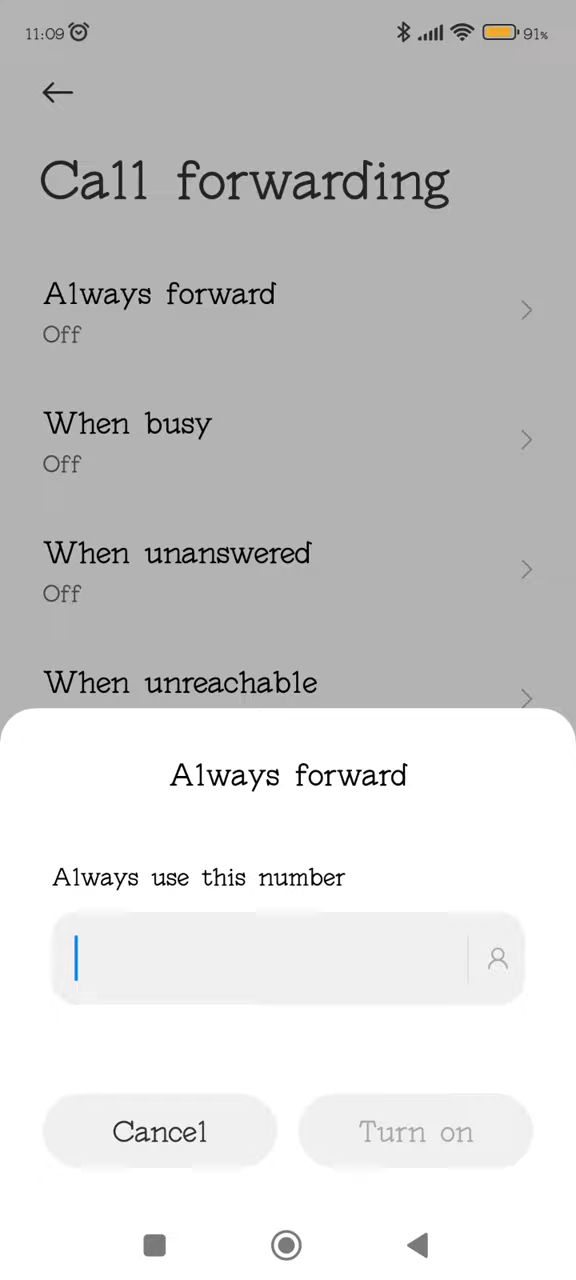 11:09 91%
Call forwarding
Always forward
Off
When busy
Off
When unanswered
Off
When unreachable
Always forward
Always use this number
Cancel Turn on